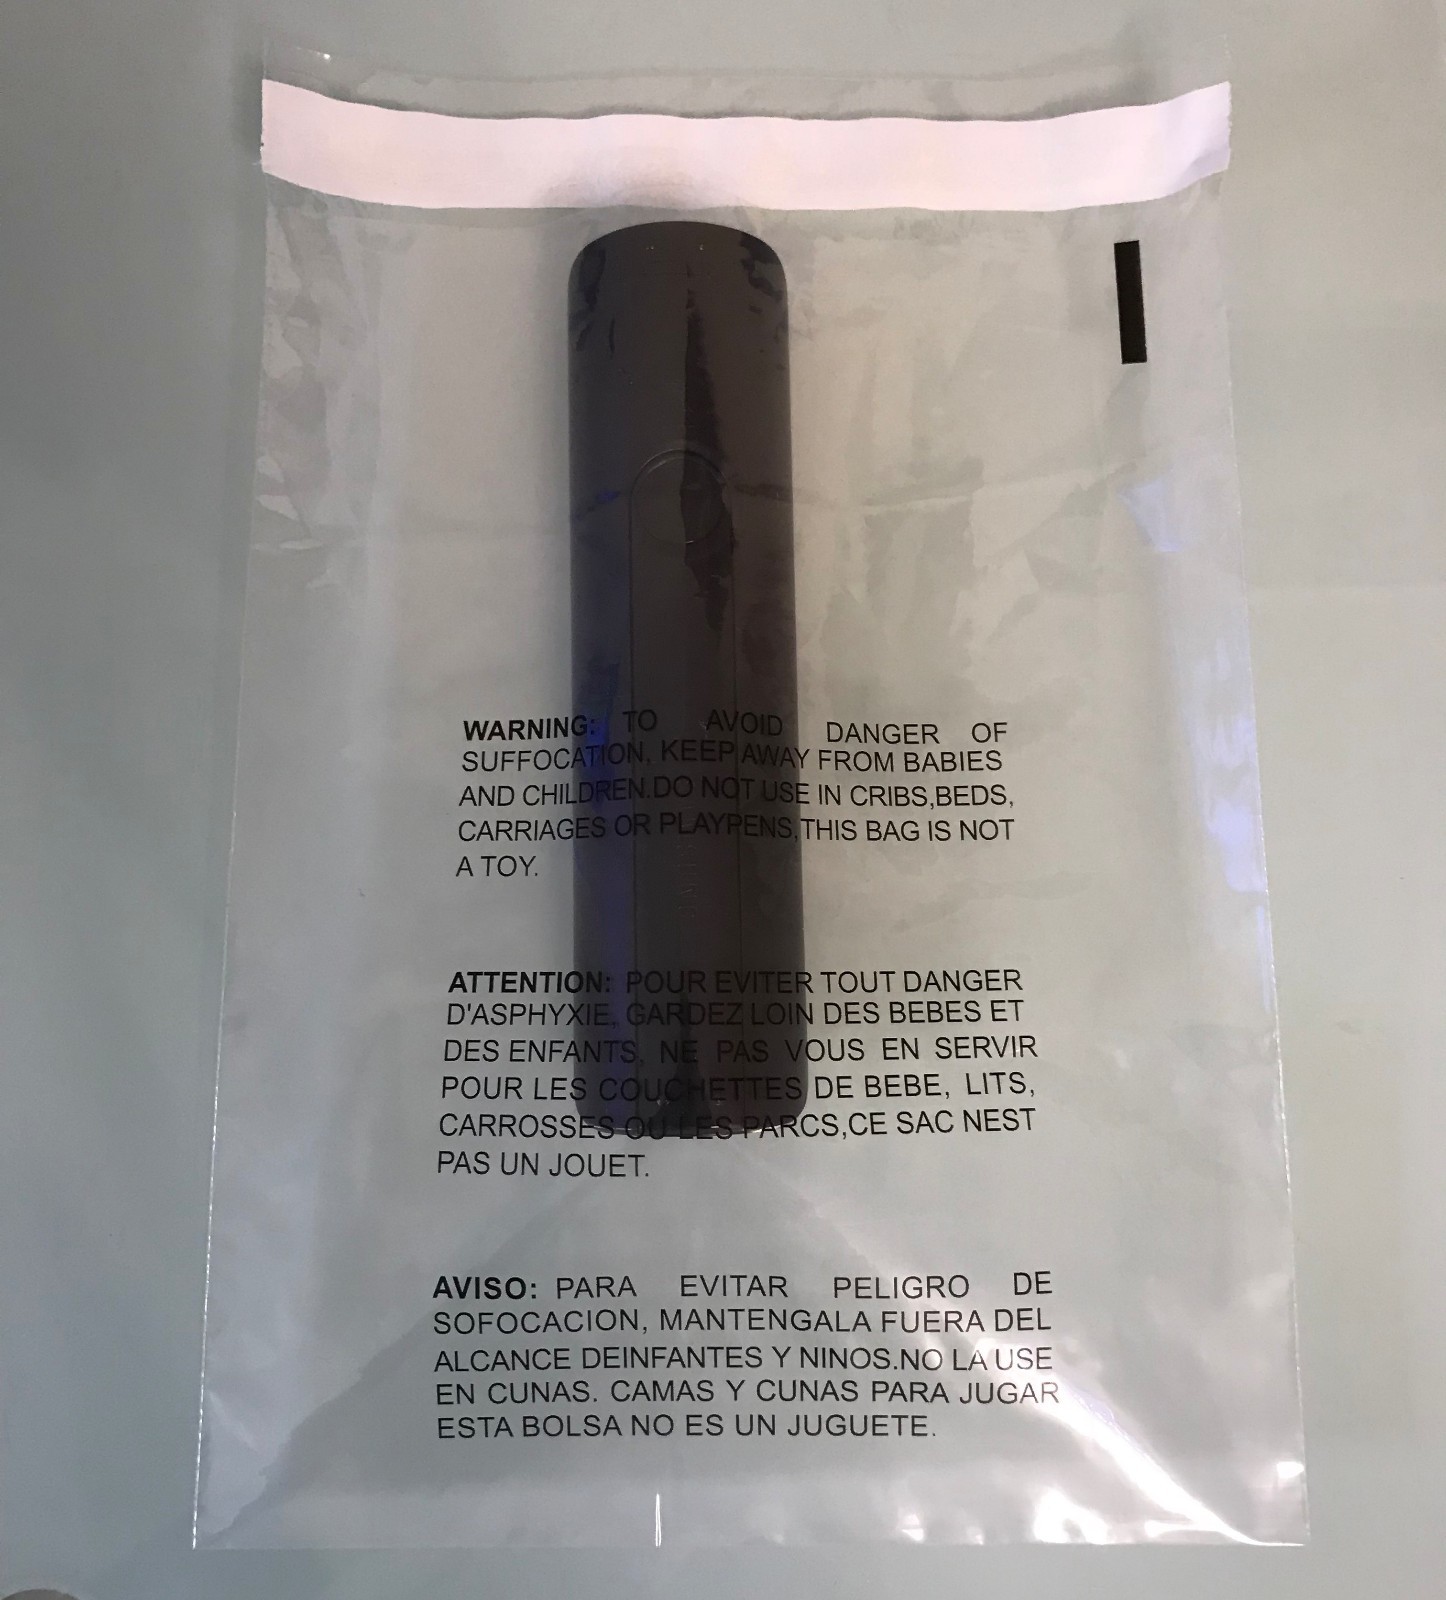 WARNING: TO AVOID DANGER OF
SUFFOCATION, KEEP AWAY FROM BABIES
AND CHILDREN.DO NOT USE IN CRIBS,BEDS,
CARRIAGES OR PLAYPENS,THIS BAG IS NOT
A TOY.
ATTENTION: POUR EVITER TOUT DANGER
D'ASPHYXIE, GARDEZ LOIN DES BEBES ET
DES ENFANTS, NE PAS VOUS EN SERVIR
POUR LES COUCHETTES DE BEBE, LITS,
CARROSSES OU LES PARCS,CE SAC NEST
PAS UN JOUET.
AVISO: PARA EVITAR PELIGRO DE
SOFOCACION, MANTENGALA FUERA DEL
ALCANCE DEINFANTES Y NINOS.NO LA USE
EN CUNAS. CAMAS Y CUNAS PARA JUGAR
ESTA BOLSA NO ES UN JUGUETE.